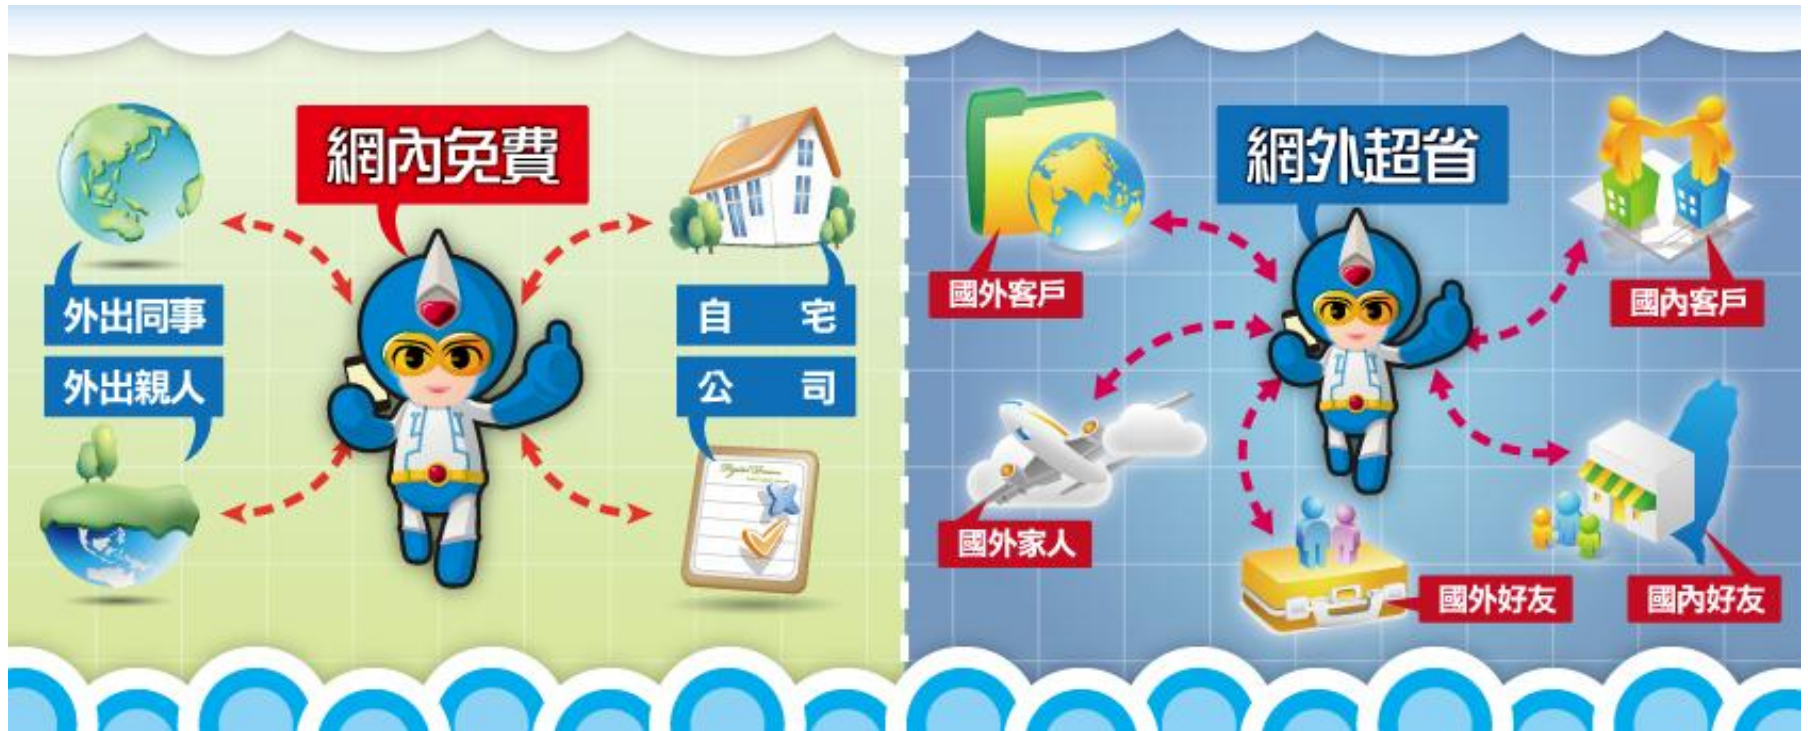 網內免費
外出同事
外出親人
自宅
公司
網外超省
國外客戶
國內客戶
國外家人
國外好友
國內好友